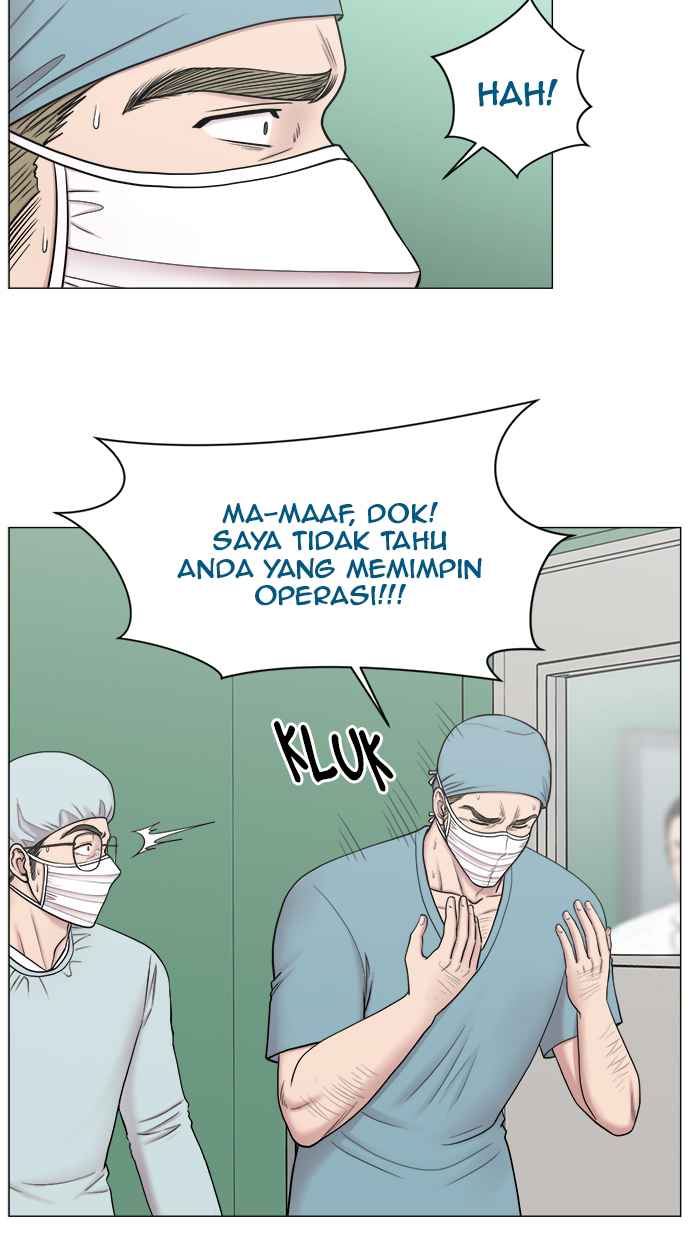 HAH!
MA-MAAF, DOK!
SAYA TIDAK TAHU
ANDA YANG MEMIMPIN
OPERASI!!!
KLUK